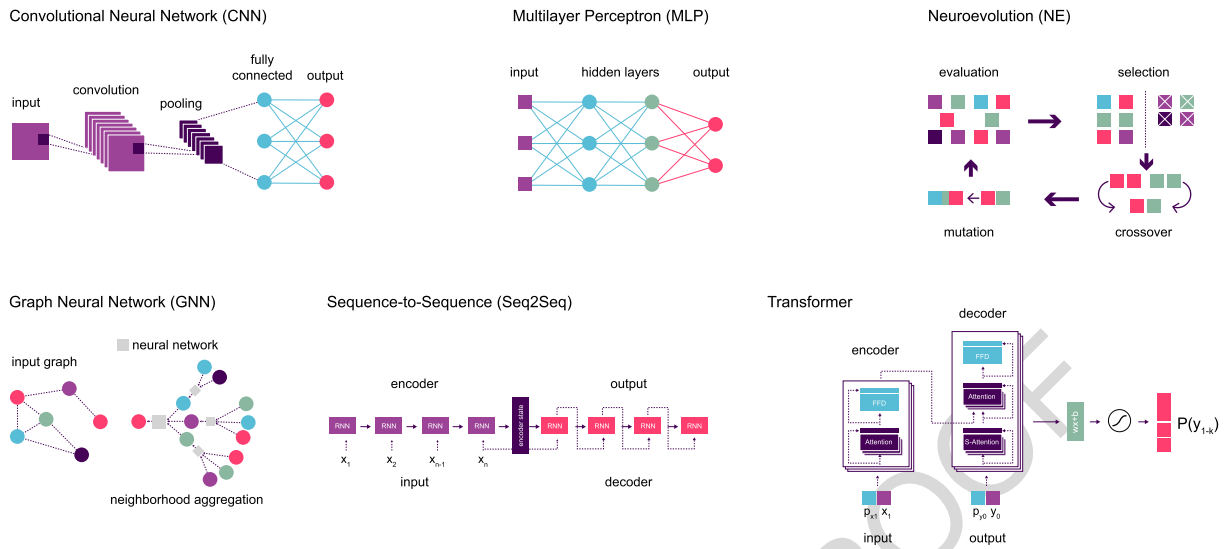 Convolutional Neural Network (CNN)
input
convolution
pooling
fully
connected
output
Multilayer Perceptron (MLP)
input
hidden layers
output
Neuroevolution (NE)
evaluation
selection
mutation
crossover
Graph Neural Network (GNN)
neural network
input graph
neighborhood aggregation
Sequence-to-Sequence (Seq2Seq)
encoder
output
RNN RNN RNN RNN encoder state RNN RNN RNN RNN
x1 x2 xn-1 xn
input
decoder
Transformer
decoder
encoder
FFD
FFD
Attention
Attention
S-Attention
wx+b
P(y1-k)
px1 x1
py0 y0
input
output
OOF